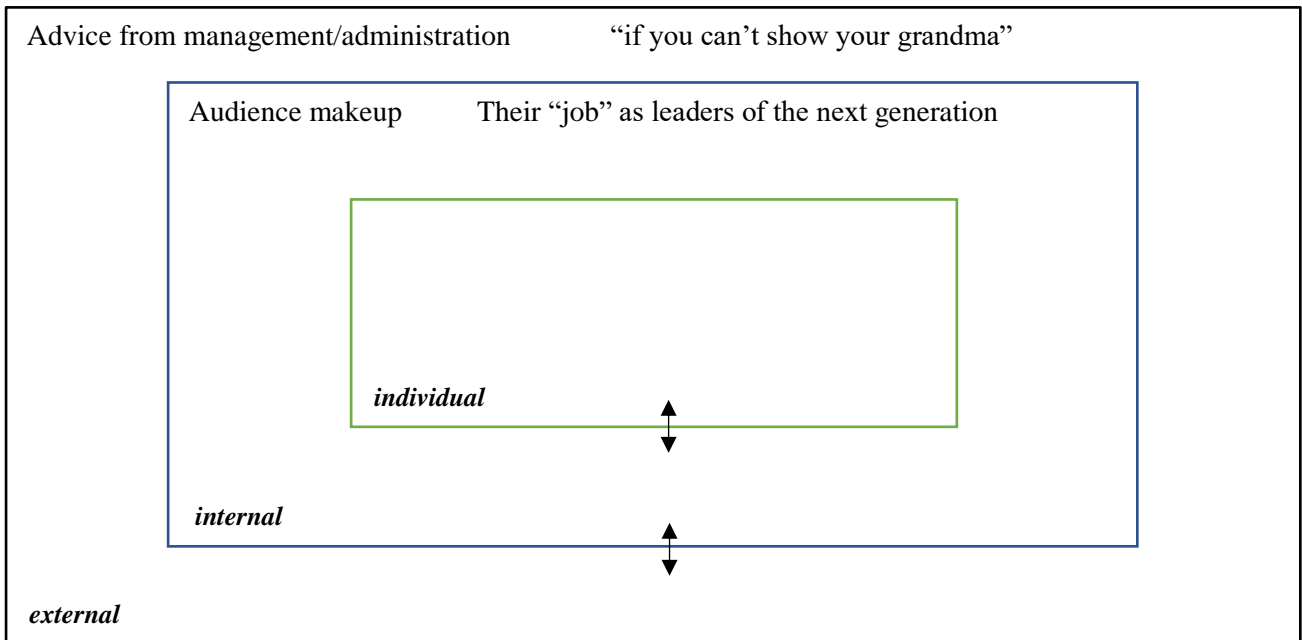 Advice from management/administration “if you can’t show your grandma”
Audience makeup Their “job” as leaders of the next generation
individual
internal
external